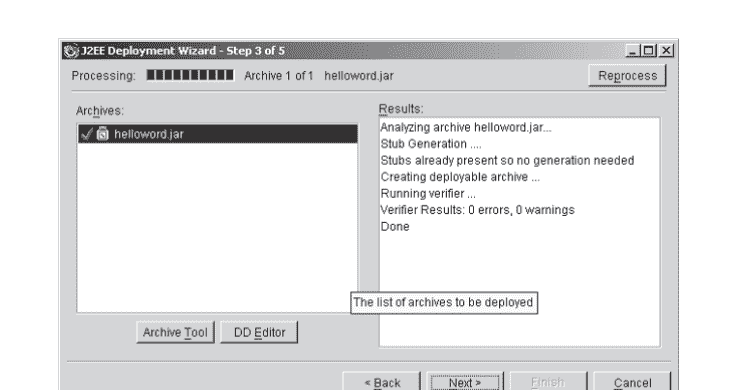 J2EE Deployment Wizard - Step 3 of 5
Processing: Archive 1 of 1 helloword.jar Reprocess
Archives:
helloword.jar
Results:
Analyzing archive helloword.jar...
Stub Generation ....
Stubs already present so no generation needed
Creating deployable archive ...
Running verifier ...
Verifier Results: 0 errors, 0 warnings
Done
The list of archives to be deployed
Archive Tool DD Editor
< Back Next > Finish Cancel